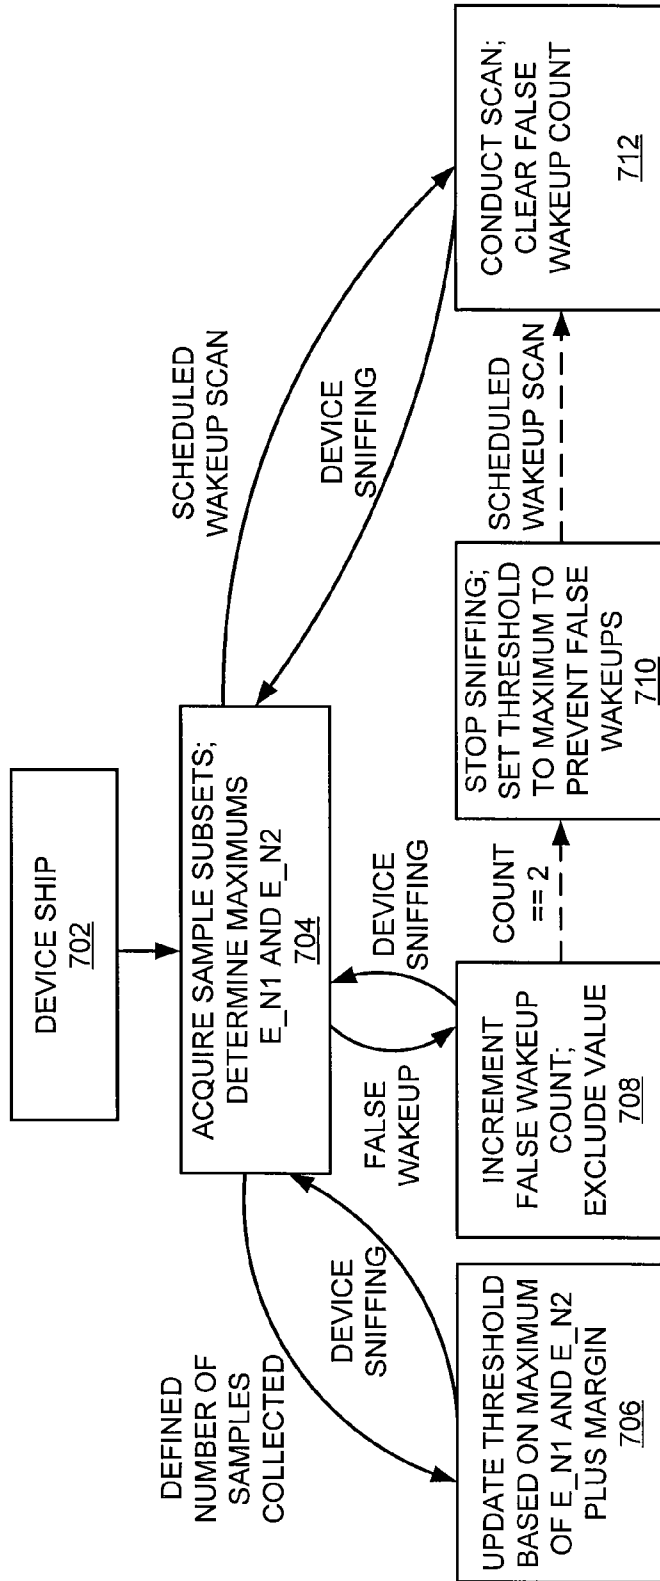 DEVICE SHIP
702
ACQUIRE SAMPLE SUBSETS;
DETERMINE MAXIMUMS
E_N1 AND E_N2
704
DEFINED
NUMBER OF
SAMPLES
COLLECTED
DEVICE
SNIFFING
FALSE
WAKEUP
DEVICE
SNIFFING
SCHEDULED
WAKEUP SCAN
DEVICE
SNIFFING
UPDATE THRESHOLD
BASED ON MAXIMUM
OF E_N1 AND E_N2
PLUS MARGIN
706
INCREMENT
FALSE WAKEUP
COUNT;
EXCLUDE VALUE
708
COUNT
== 2
STOP SNIFFING;
SET THRESHOLD
TO MAXIMUM TO
PREVENT FALSE
WAKEUPS
710
SCHEDULED
WAKEUP SCAN
CONDUCT SCAN;
CLEAR FALSE
WAKEUP COUNT
712